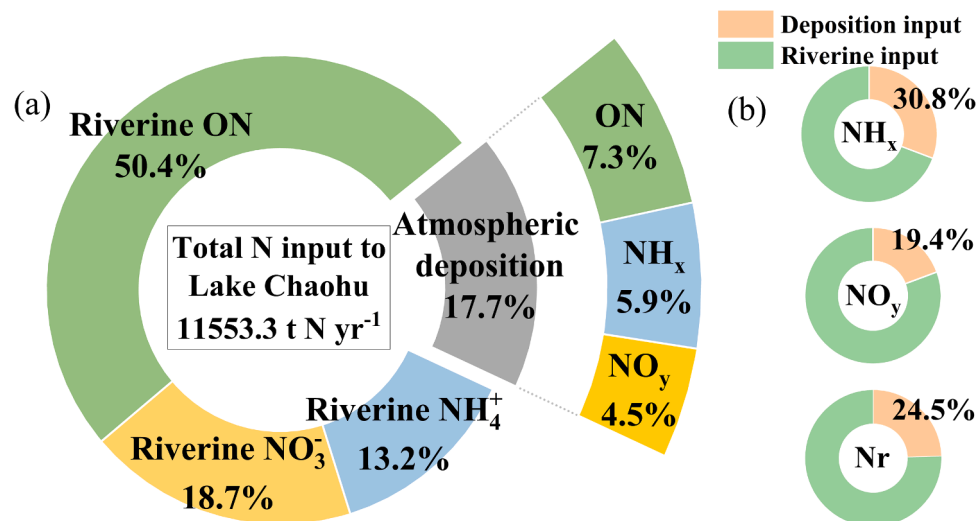 (a)
Riverine ON
50.4%
Total N input to
Lake Chaohu
11553.3 t N yr⁻¹
Atmospheric
deposition
17.7%
Riverine NO₃⁻
18.7%
Riverine NH₄⁺
13.2%
ON
7.3%
NHₓ
5.9%
NOᵧ
4.5%
Deposition input
Riverine input
(b)
30.8%
NHₓ
19.4%
NOᵧ
24.5%
Nr